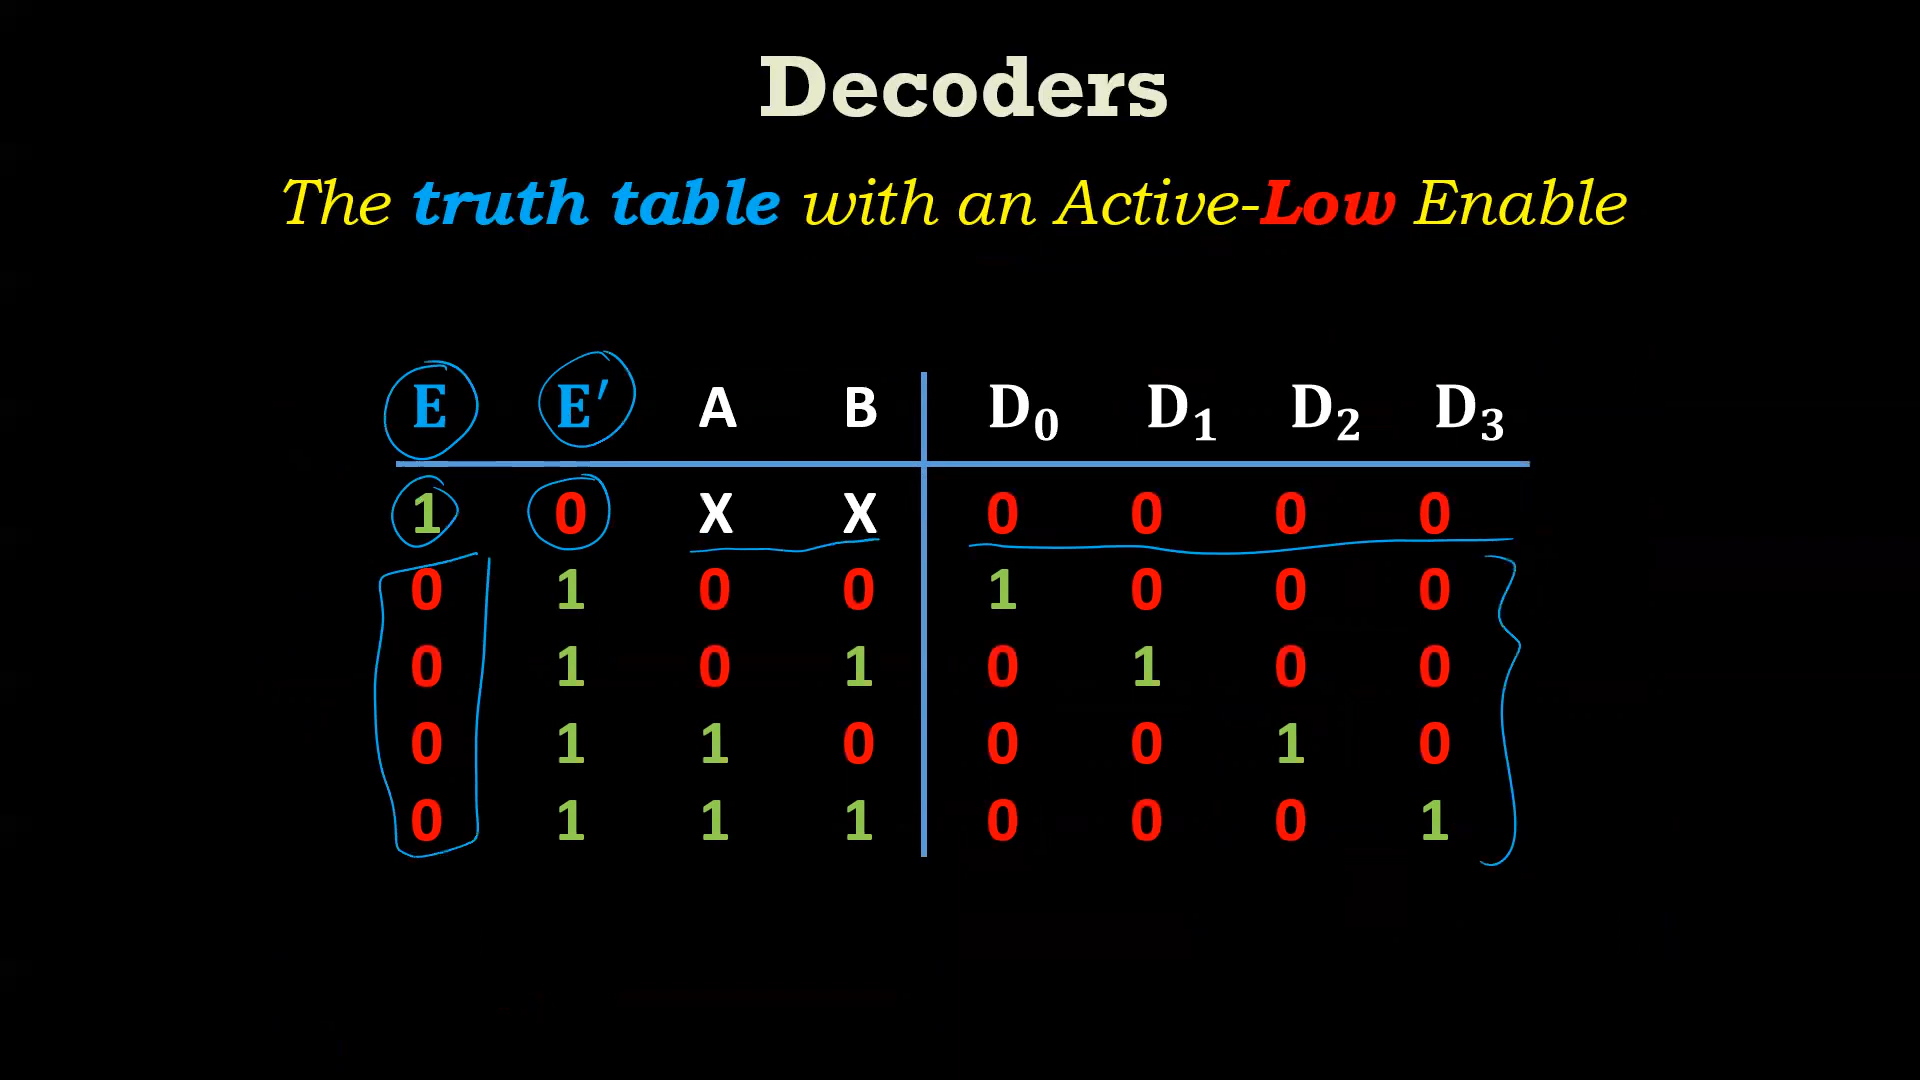 Decoders
The truth table with an Active-Low Enable
E E′ A B D₀ D₁ D₂ D₃
1 0 X X 0 0 0 0
0 1 0 0 1 0 0 0
0 1 0 1 0 1 0 0
0 1 1 0 0 0 1 0
0 1 1 1 0 0 0 1